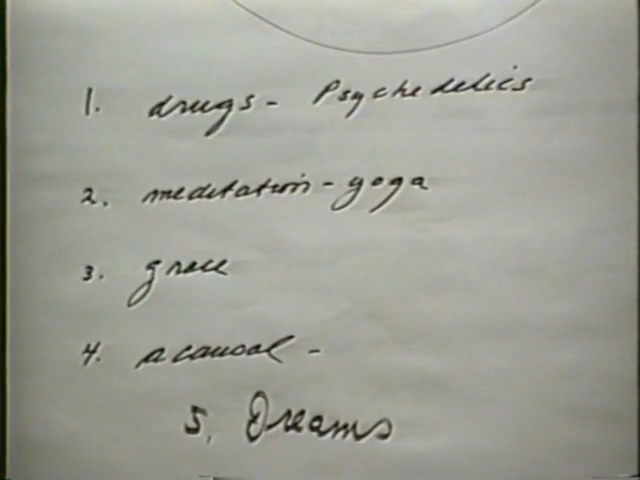 1. drugs - Psychedelics
2. meditation - yoga
3. grace
4. acausal -
5. Dreams